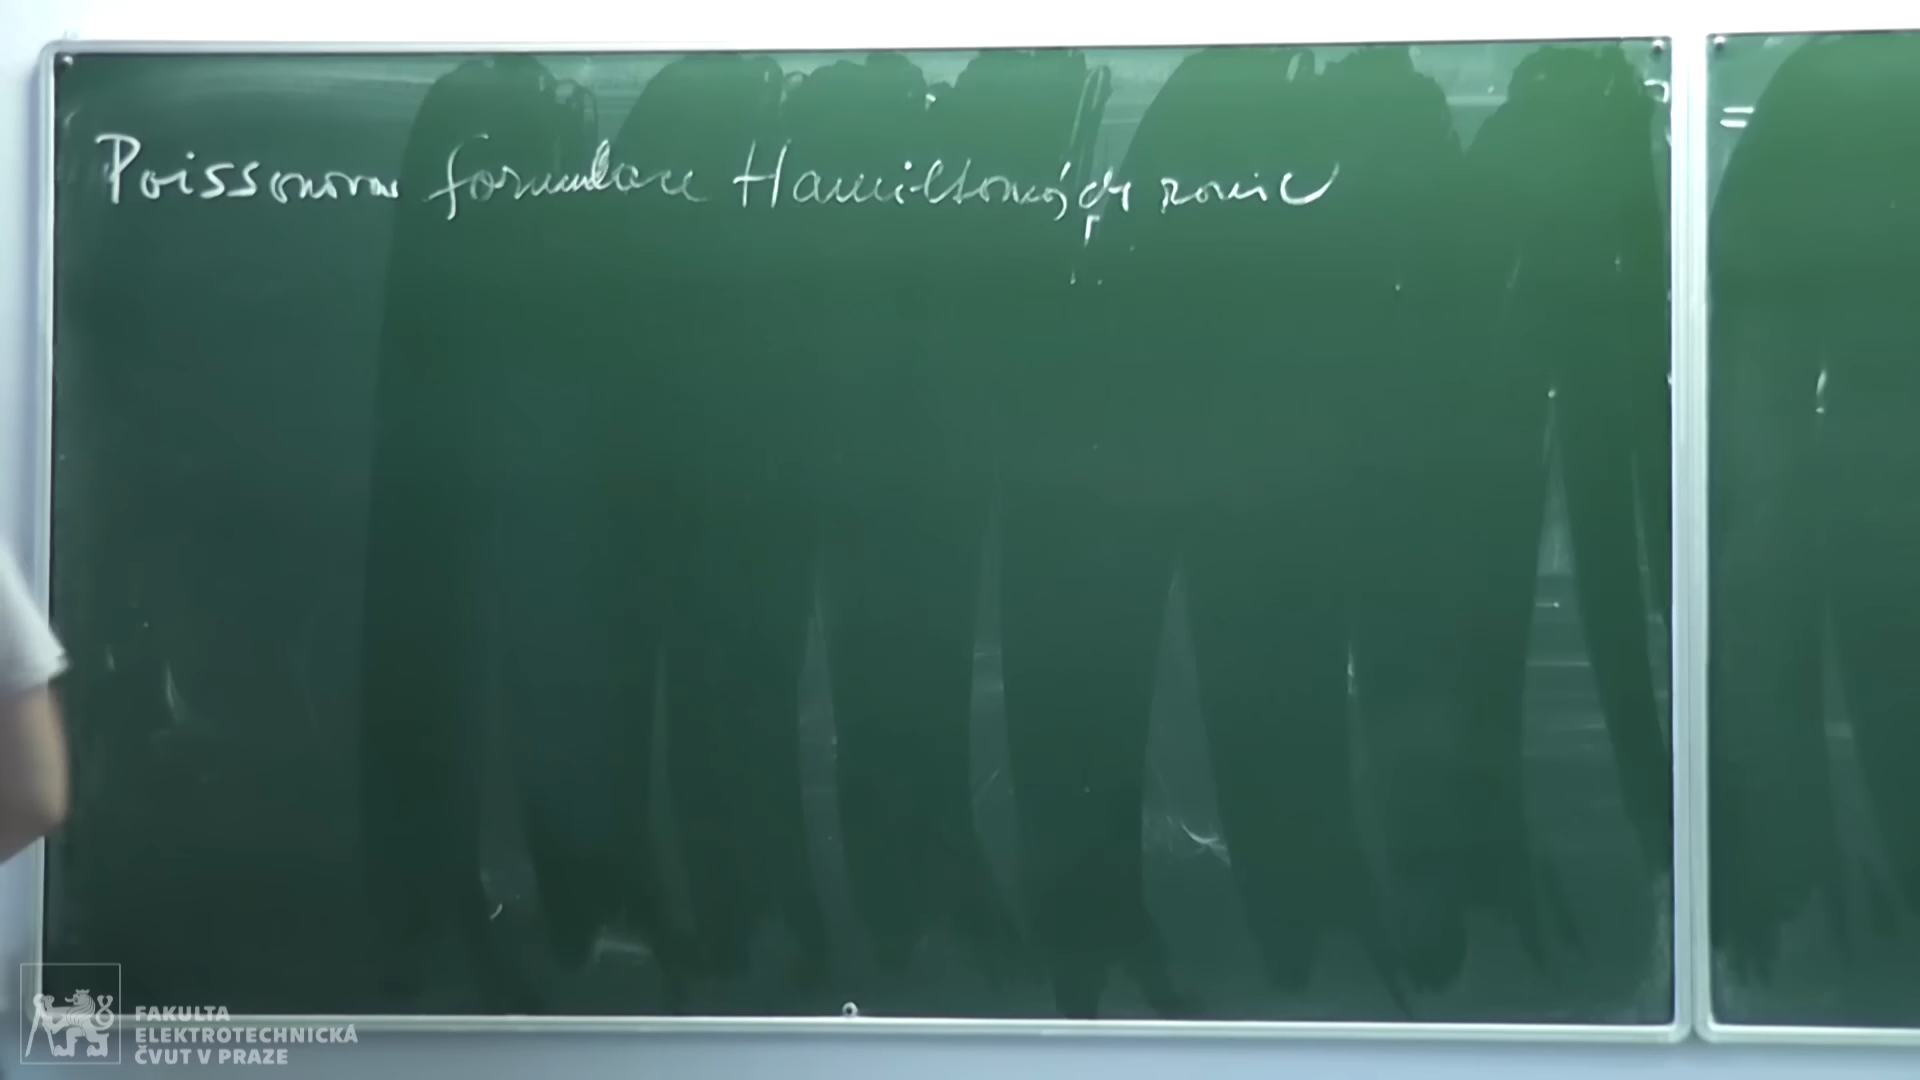 Poissonova formulace Hamiltonových rovnic
=
FAKULTA
ELEKTROTECHNICKÁ
ČVUT V PRAZE